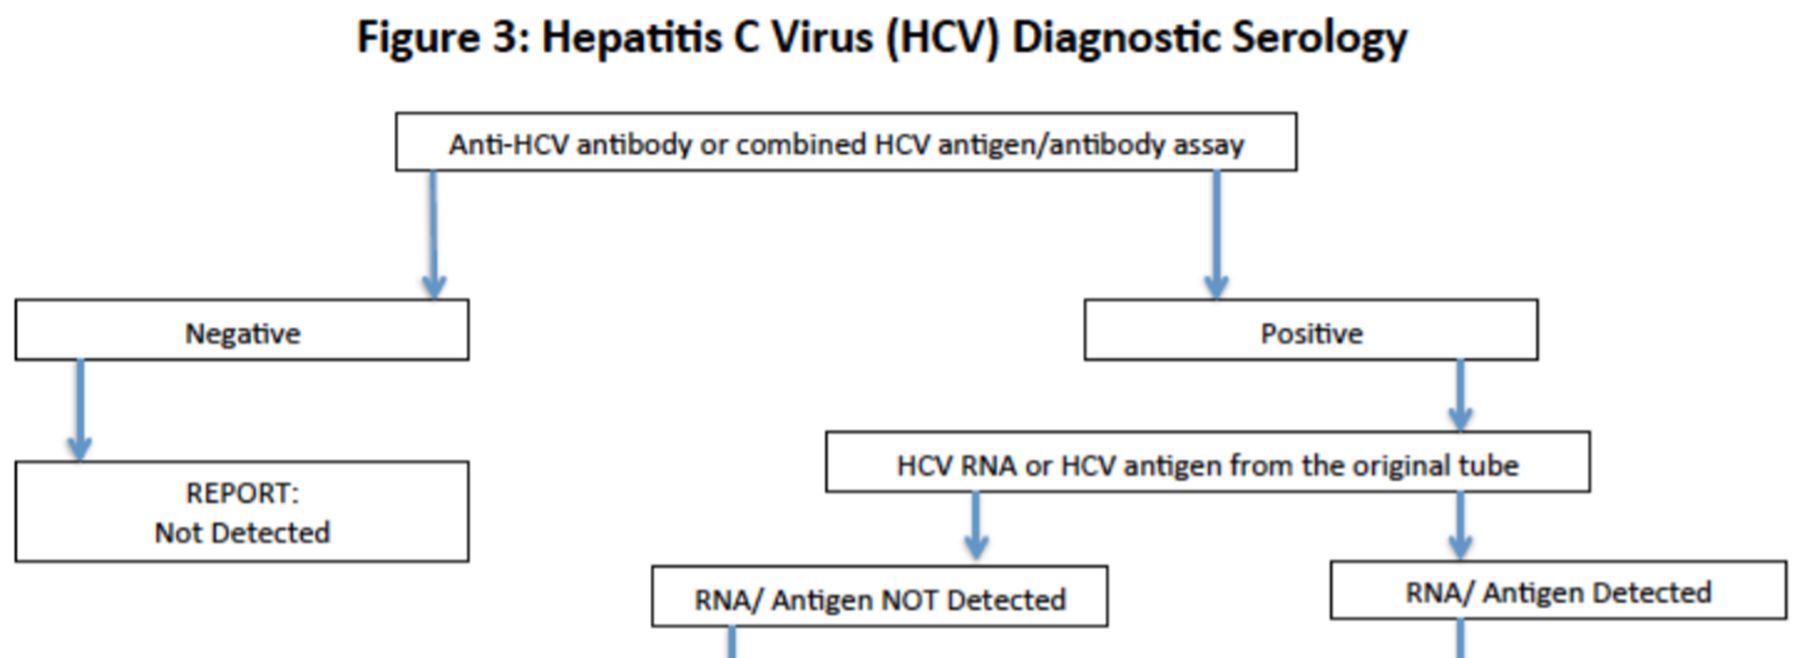 Figure 3: Hepatitis C Virus (HCV) Diagnostic Serology
Anti-HCV antibody or combined HCV antigen/antibody assay
Negative
Positive
HCV RNA or HCV antigen from the original tube
REPORT:
Not Detected
RNA/ Antigen NOT Detected
RNA/ Antigen Detected